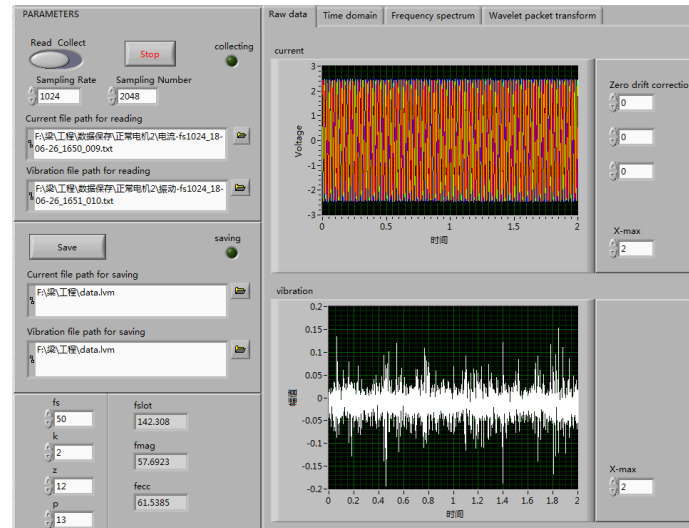 PARAMETERS
Read Collect
Stop
collecting
Sampling Rate
Sampling Number
1024
2048
Current file path for reading
F:\梁\工程\数据保存\正常电机2\电流-fs1024_18-
06-26_1650_009.txt
Vibration file path for reading
F:\梁\工程\数据保存\正常电机2\振动-fs1024_18-
06-26_1651_010.txt
Save
saving
Current file path for saving
F:\梁\工程\data.lvm
Vibration file path for saving
F:\梁\工程\data.lvm
fs
50
k
2
z
12
p
13
fslot
142.308
fmag
57.6923
fecc
61.5385
Raw data
Time domain
Frequency spectrum
Wavelet packet transform
current
Voltage
3
2
1
0
-1
-2
-3
0 0.5 1 1.5 2
时间
Zero drift correctio
0
0
0
X-max
2
vibration
幅值
0.2
0.15
0.1
0.05
0
-0.05
-0.1
-0.15
-0.2
0 0.2 0.4 0.6 0.8 1 1.2 1.4 1.6 1.8 2
时间
X-max
2